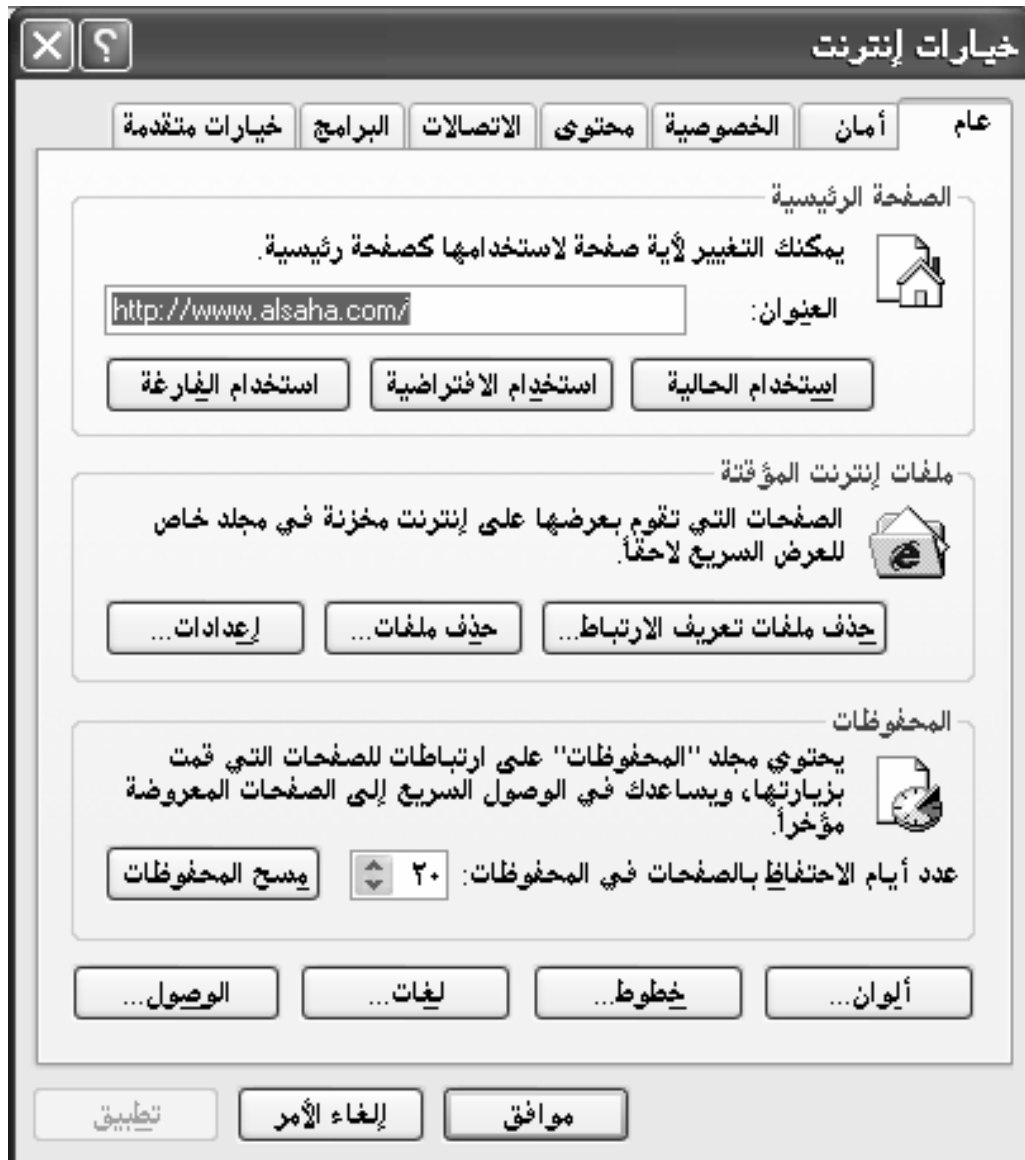 خيارات إنترنت
عام أمان الخصوصية محتوى الاتصالات البرامج خيارات متقدمة
الصفحة الرئيسية
يمكنك التغيير لأية صفحة لاستخدامها كصفحة رئيسية.
العنوان: http://www.alsaha.com/
استخدام الحالية استخدام الافتراضية استخدام الفارغة
ملفات إنترنت المؤقتة
الصفحات التي تقوم بعرضها على إنترنت مخزنة في مجلد خاص
للعرض السريع لاحقاً.
حذف ملفات تعريف الارتباط... حذف ملفات... إعدادات...
المحفوظات
يحتوي مجلد "المحفوظات" على ارتباطات للصفحات التي قمت
بزيارتها، ويساعدك في الوصول السريع إلى الصفحات المعروضة
مؤخراً.
عدد أيام الاحتفاظ بالصفحات في المحفوظات: ٢٠ مسح المحفوظات
ألوان... خطوط... لغات... الوصول...
موافق إلغاء الأمر تطبيق